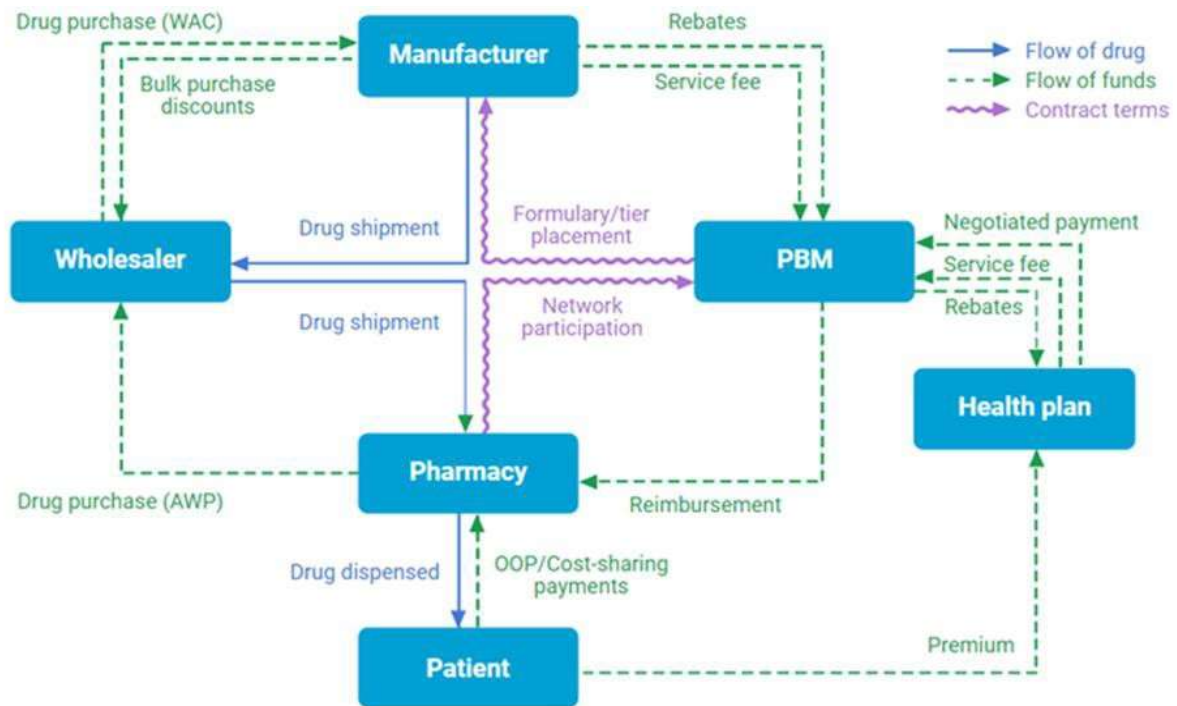 Drug purchase (WAC)
Manufacturer
Rebates
Service fee
Bulk purchase
discounts
Flow of drug
Flow of funds
Contract terms
Drug shipment
Formulary/tier
placement
Wholesaler
PBM
Negotiated payment
Service fee
Rebates
Drug shipment
Network
participation
Health plan
Pharmacy
Drug purchase (AWP)
Reimbursement
Drug dispensed
OOP/Cost-sharing
payments
Patient
Premium